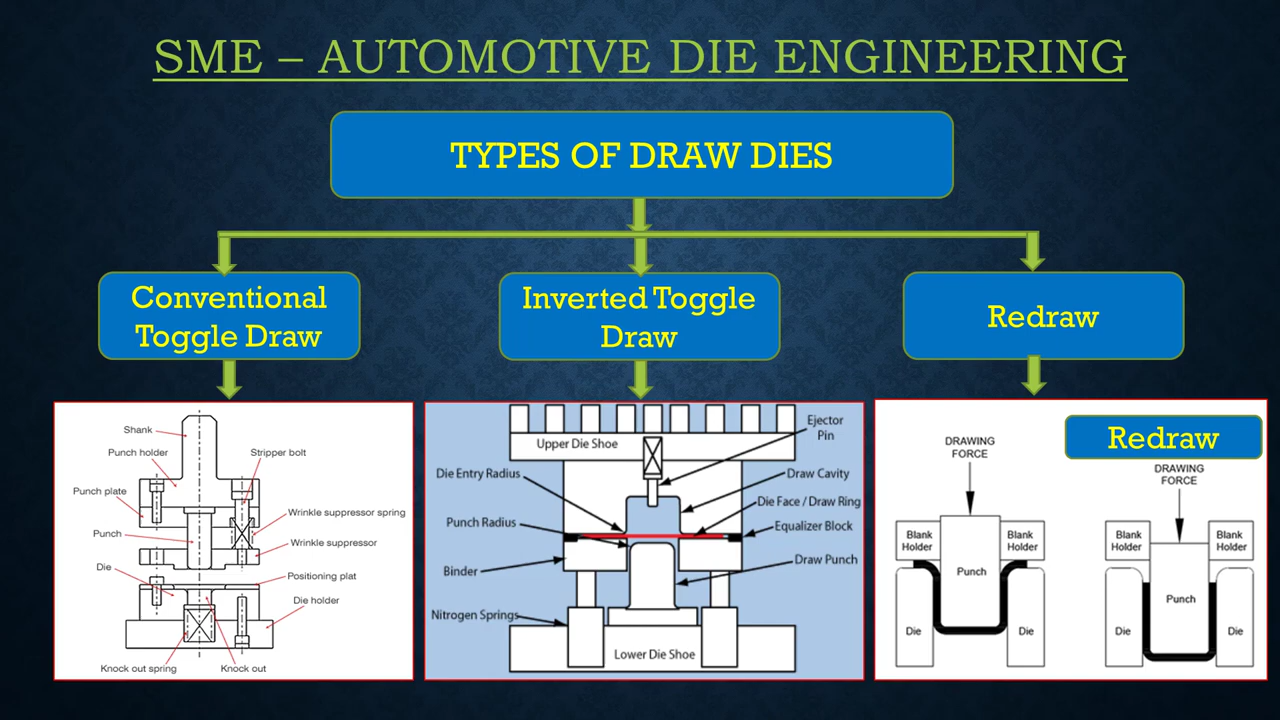 SME – AUTOMOTIVE DIE ENGINEERING
TYPES OF DRAW DIES
Conventional
Toggle Draw
Inverted Toggle
Draw
Redraw
Shank
Punch holder
Stripper bolt
Punch plate
Wrinkle suppressor spring
Punch
Wrinkle suppressor
Die
Positioning plat
Die holder
Knock out spring
Knock out
Ejector
Pin
Upper Die Shoe
Die Entry Radius
Draw Cavity
Die Face / Draw Ring
Punch Radius
Equalizer Block
Binder
Draw Punch
Nitrogen Springs
Lower Die Shoe
Redraw
DRAWING
FORCE
Blank
Holder
Blank
Holder
Punch
Die
Die
DRAWING
FORCE
Blank
Holder
Blank
Holder
Punch
Die
Die